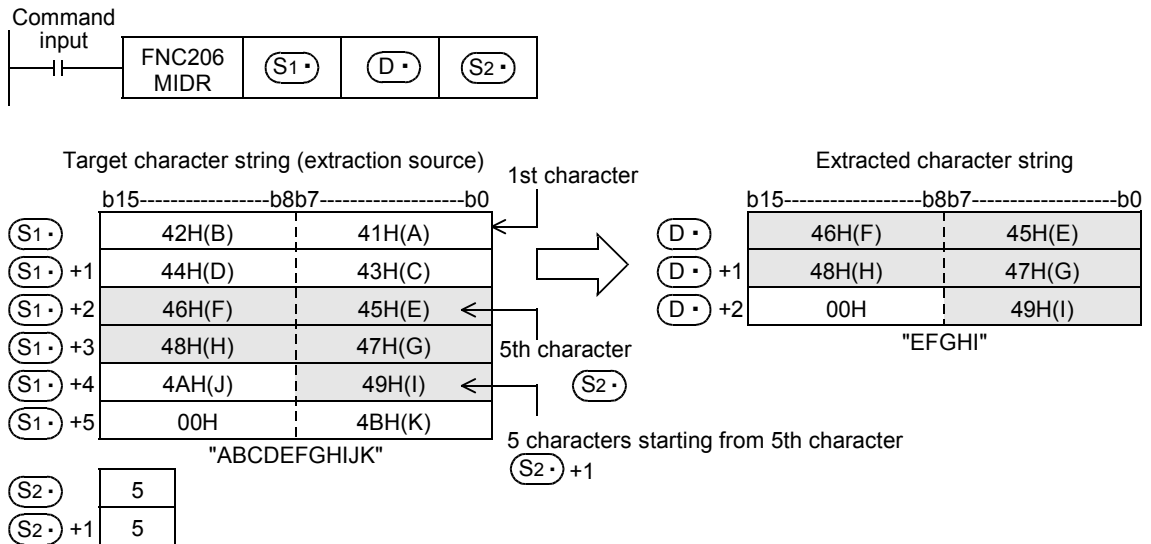 Command
input
FNC206
MIDR
S1・
D・
S2・
Target character string (extraction source)
1st character
Extracted character string
b15------------------b8b7--------------------b0
b15------------------b8b7--------------------b0
S1・ 42H(B) 41H(A)
D・ 46H(F) 45H(E)
S1・ +1 44H(D) 43H(C)
D・ +1 48H(H) 47H(G)
S1・ +2 46H(F) 45H(E)
D・ +2 00H 49H(I)
S1・ +3 48H(H) 47H(G)
5th character
"EFGHI"
S1・ +4 4AH(J) 49H(I)
S2・
S1・ +5 00H 4BH(K)
5 characters starting from 5th character
"ABCDEFGHIJK"
S2・ +1
S2・ 5
S2・ +1 5